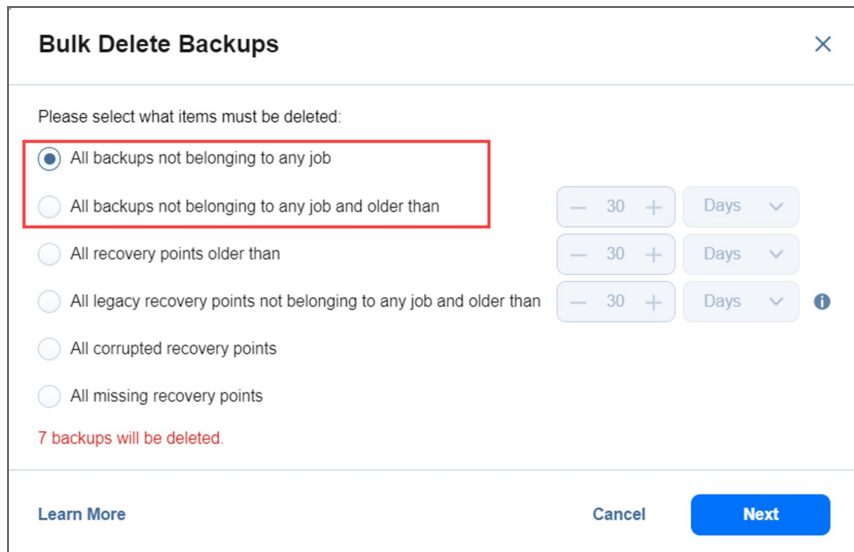 Bulk Delete Backups
Please select what items must be deleted:
All backups not belonging to any job
All backups not belonging to any job and older than 30 Days
All recovery points older than 30 Days
All legacy recovery points not belonging to any job and older than 30 Days
All corrupted recovery points
All missing recovery points
7 backups will be deleted.
Learn More Cancel Next